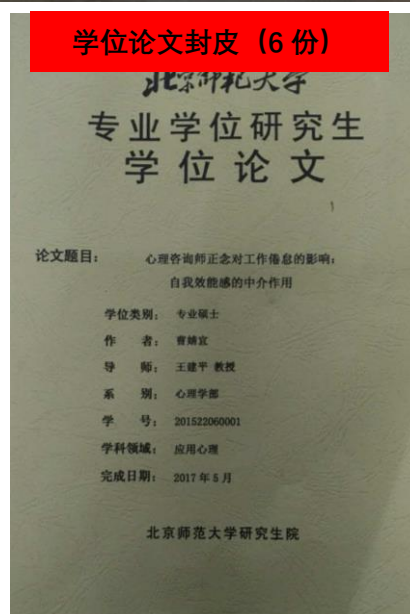 学位论文封皮（6 份）
北京师范大学
专业学位研究生
学位论文
论文题目： 心理咨询师正念对工作倦怠的影响：
自我效能感的中介作用
学位类别： 专业硕士
作 者： 曹婧宜
导 师： 王建平 教授
系 别： 心理学部
学 号： 201522060001
学科领域： 应用心理
完成日期： 2017 年 5 月
北京师范大学研究生院